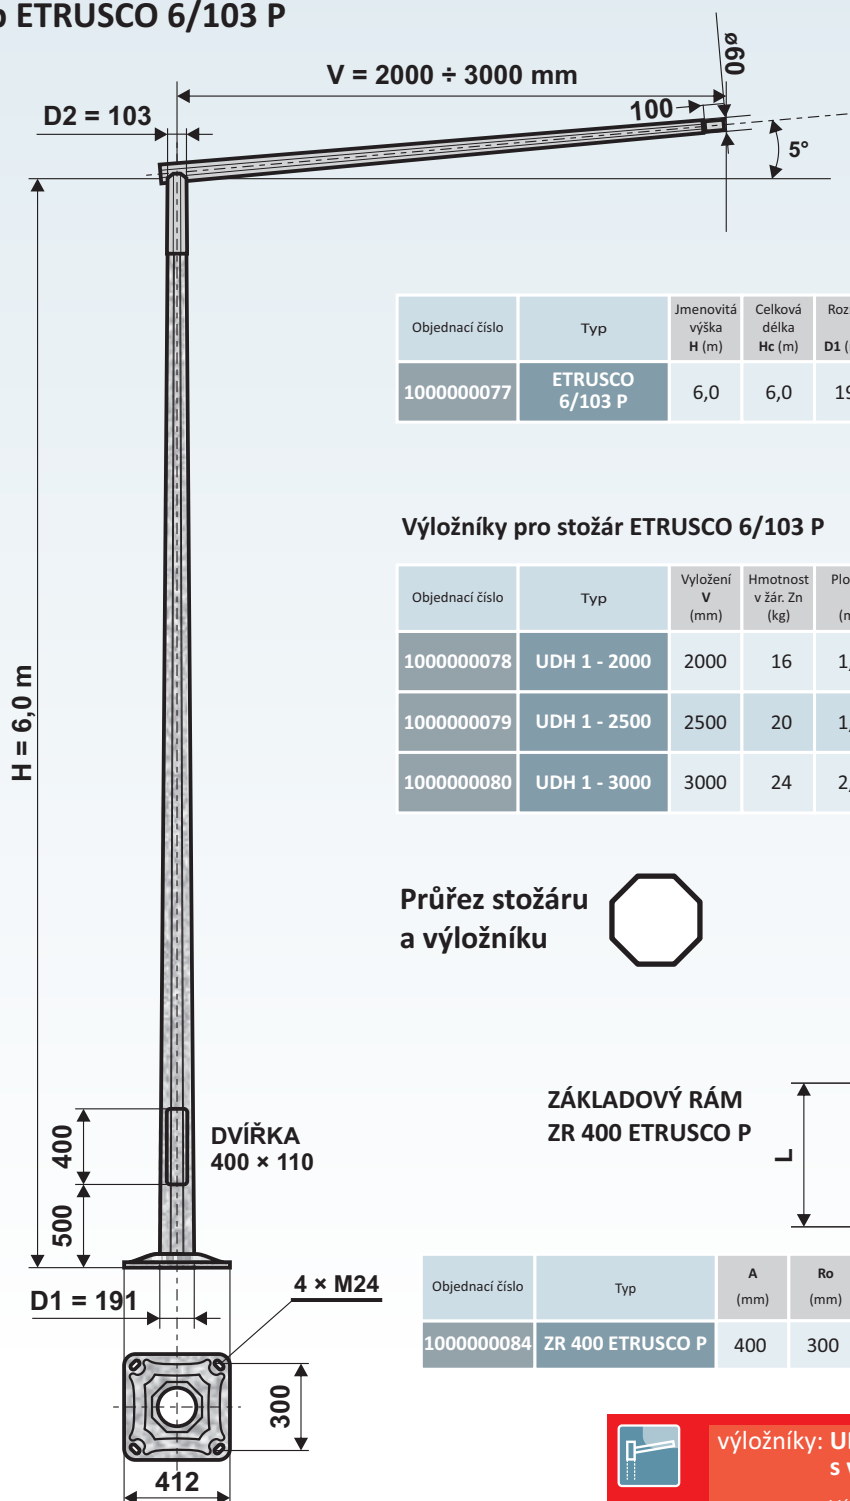 ETRUSCO 6/103 P
V = 2000 ÷ 3000 mm
ø60
D2 = 103
100
5°
H = 6,0 m
Objednací číslo
Typ
Jmenovitá výška H (m)
Celková délka Hc (m)
D1
1000000077
ETRUSCO 6/103 P
6,0
6,0
Výložníky pro stožár ETRUSCO 6/103 P
Objednací číslo
Typ
Vyložení V (mm)
Hmotnost v žár. Zn (kg)
1000000078 UDH 1 - 2000 2000 16
1000000079 UDH 1 - 2500 2500 20
1000000080 UDH 1 - 3000 3000 24
Průřez stožáru
a výložníku
ZÁKLADOVÝ RÁM
ZR 400 ETRUSCO P
L
400
DVÍŘKA
400 × 110
500
D1 = 191
4 × M24
300
412
Objednací číslo
Typ
A (mm)
Ro (mm)
1000000084 ZR 400 ETRUSCO P 400 300
výložníky:
s